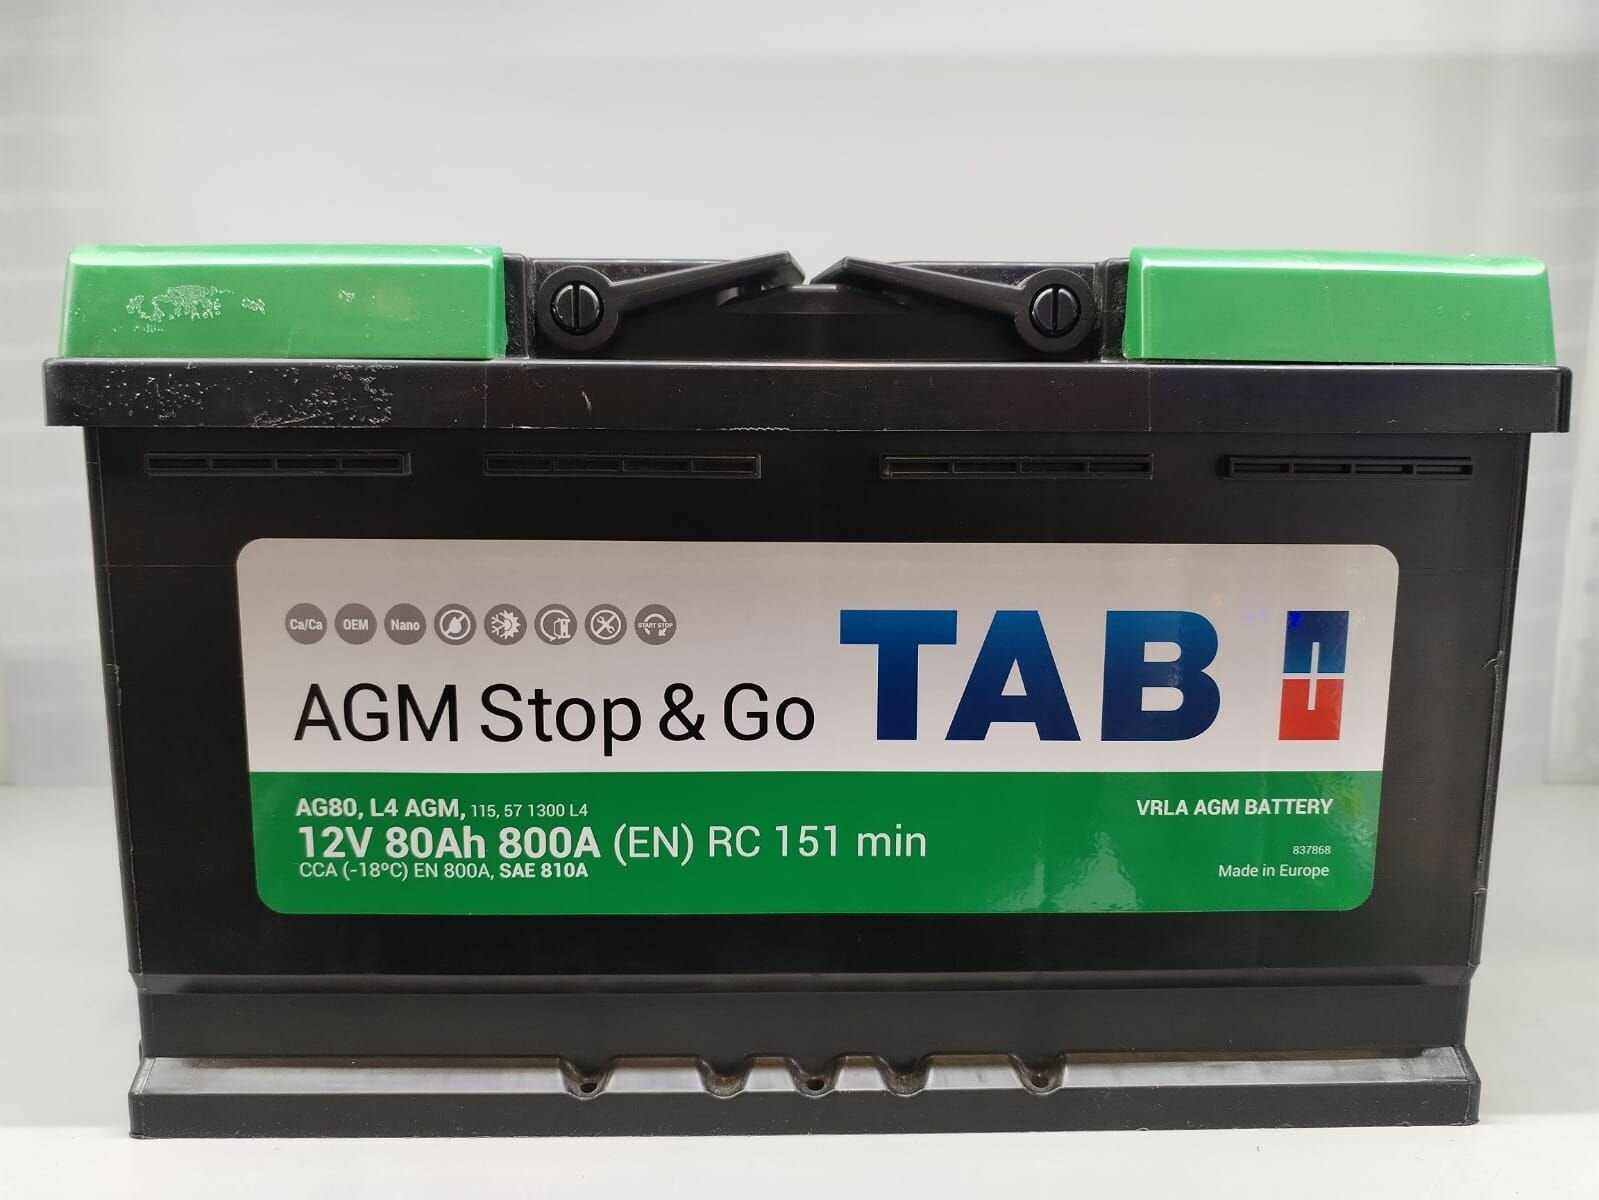 Ca/Ca OEM Nano START STOP
AGM Stop & Go
TAB
AG80, L4 AGM, 115, 57 1300 L4
12V 80Ah 800A (EN) RC 151 min
CCA (-18ºC) EN 800A, SAE 810A
VRLA AGM BATTERY
837868
Made in Europe